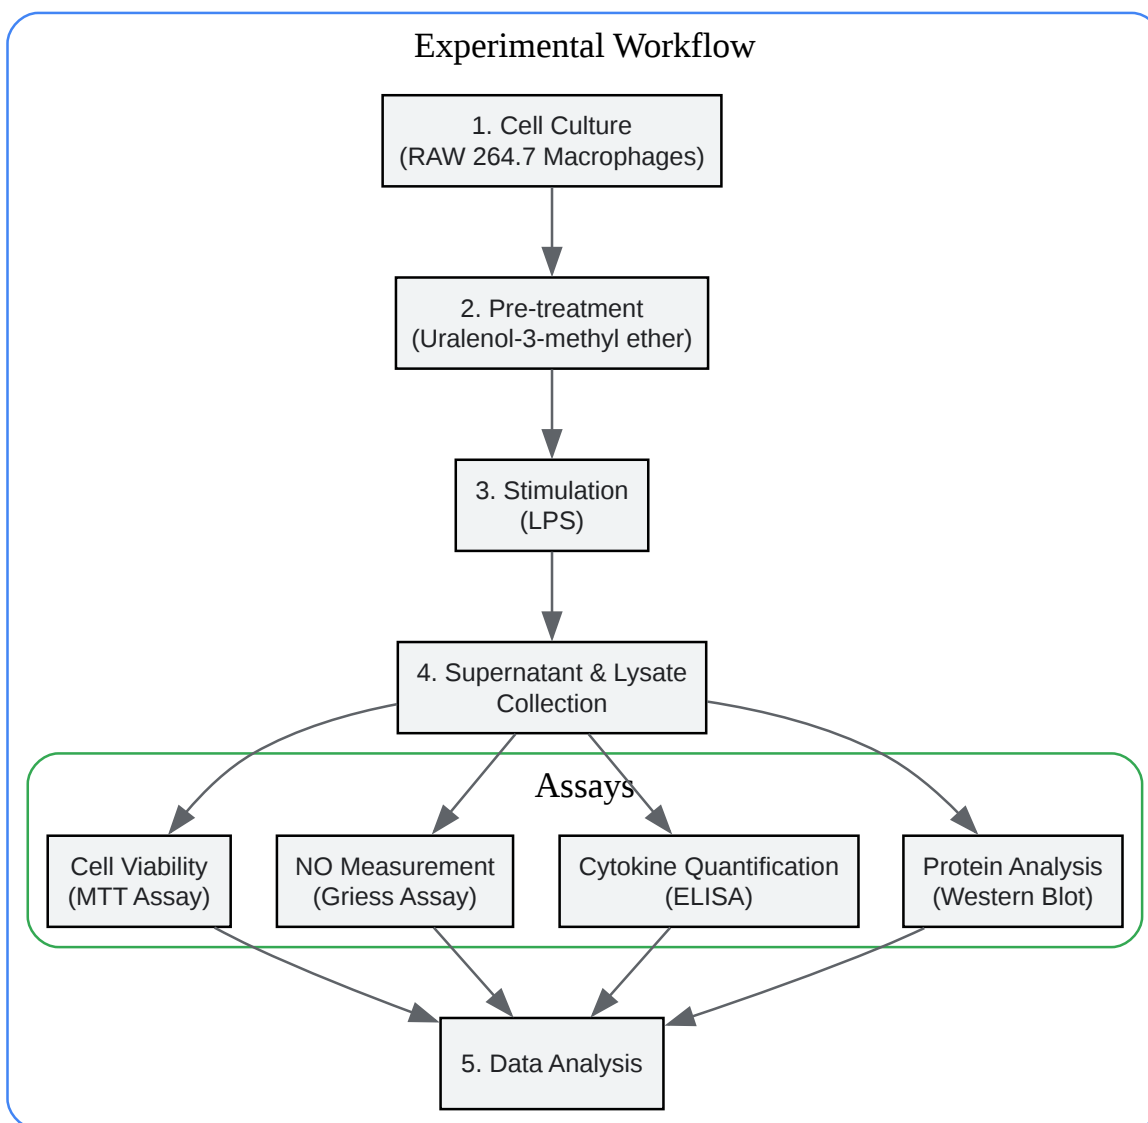 Experimental Workflow
1. Cell Culture
(RAW 264.7 Macrophages)
2. Pre-treatment
(Uralenol-3-methyl ether)
3. Stimulation
(LPS)
4. Supernatant & Lysate
Collection
Assays
Cell Viability
(MTT Assay)
NO Measurement
(Griess Assay)
Cytokine Quantification
(ELISA)
Protein Analysis
(Western Blot)
5. Data Analysis